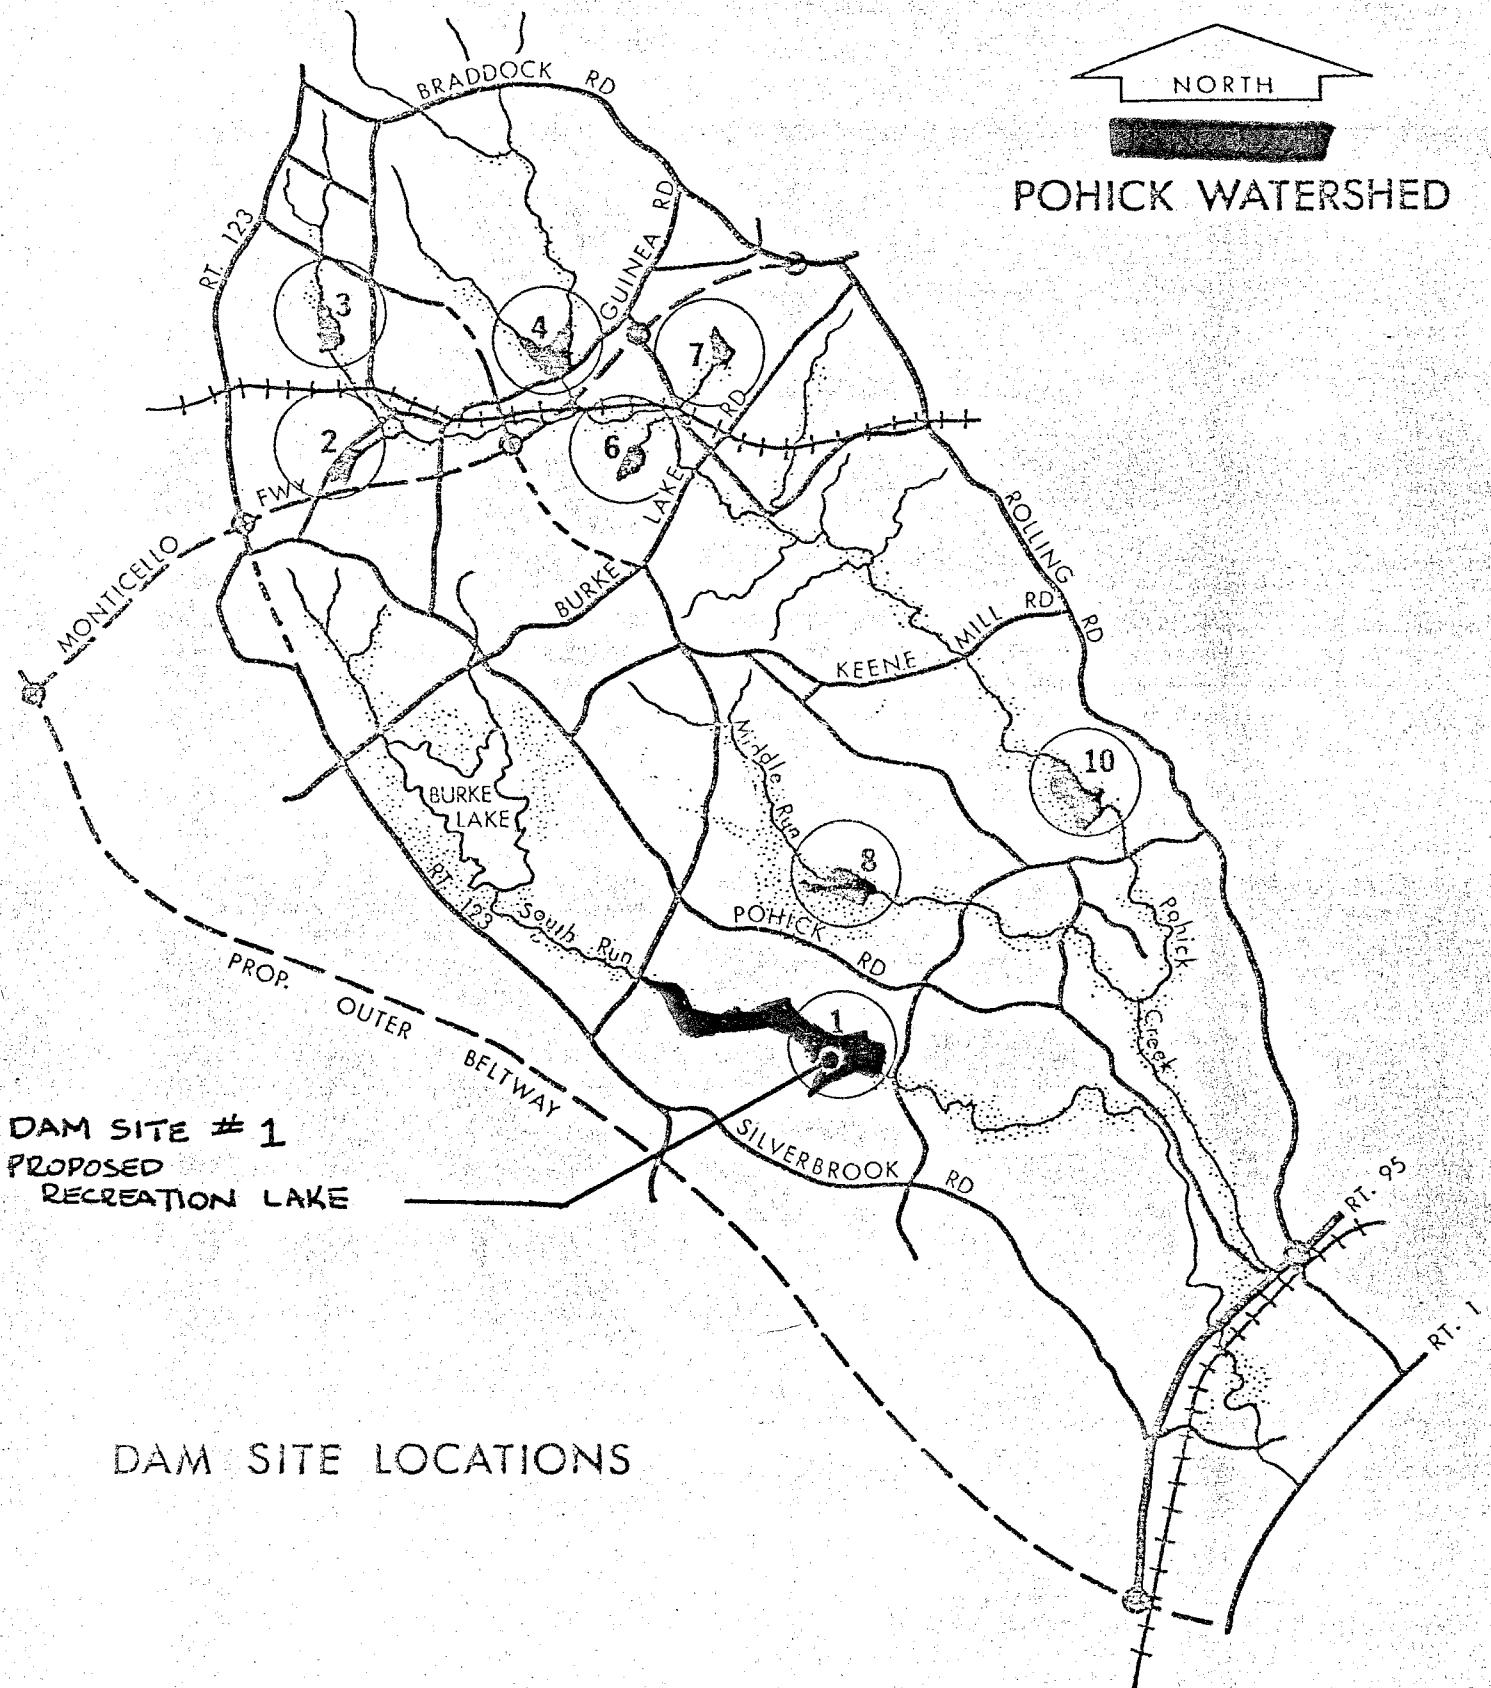 NORTH
POHICK WATERSHED
BRADDOCK RD
RT. 123
GUINEA RD
3
4
7
2
6
LAKE RD
FWY
MONTICELLO
BURKE
ROLLING RD
KEENE MILL RD
BURKE
LAKE
Middle Run
10
8
RT. 123
South Run
POHICK RD
Pohick Creek
PROP. OUTER BELTWAY
1
DAM SITE # 1
PROPOSED
RECREATION LAKE
SILVERBROOK RD
RT. 95
RT. 1
DAM SITE LOCATIONS